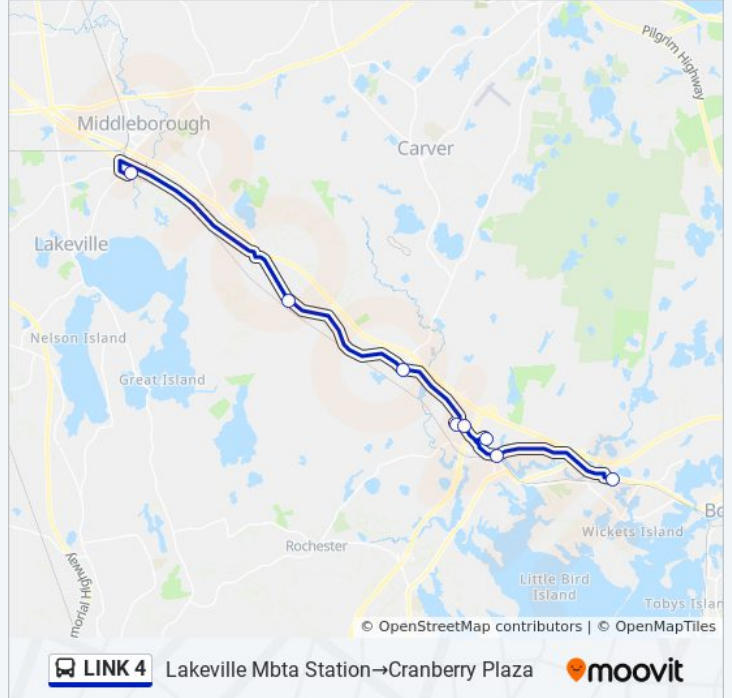 Pilgrim Highway
Middleborough
Carver
Lakeville
Nelson Island
Great Island
Rochester
morial Highway
Bo
Wickets Island
Little Bird
Island
Tobys Islan
© OpenStreetMap contributors | © OpenMapTiles
LINK 4 Lakeville Mbta Station→Cranberry Plaza moovit